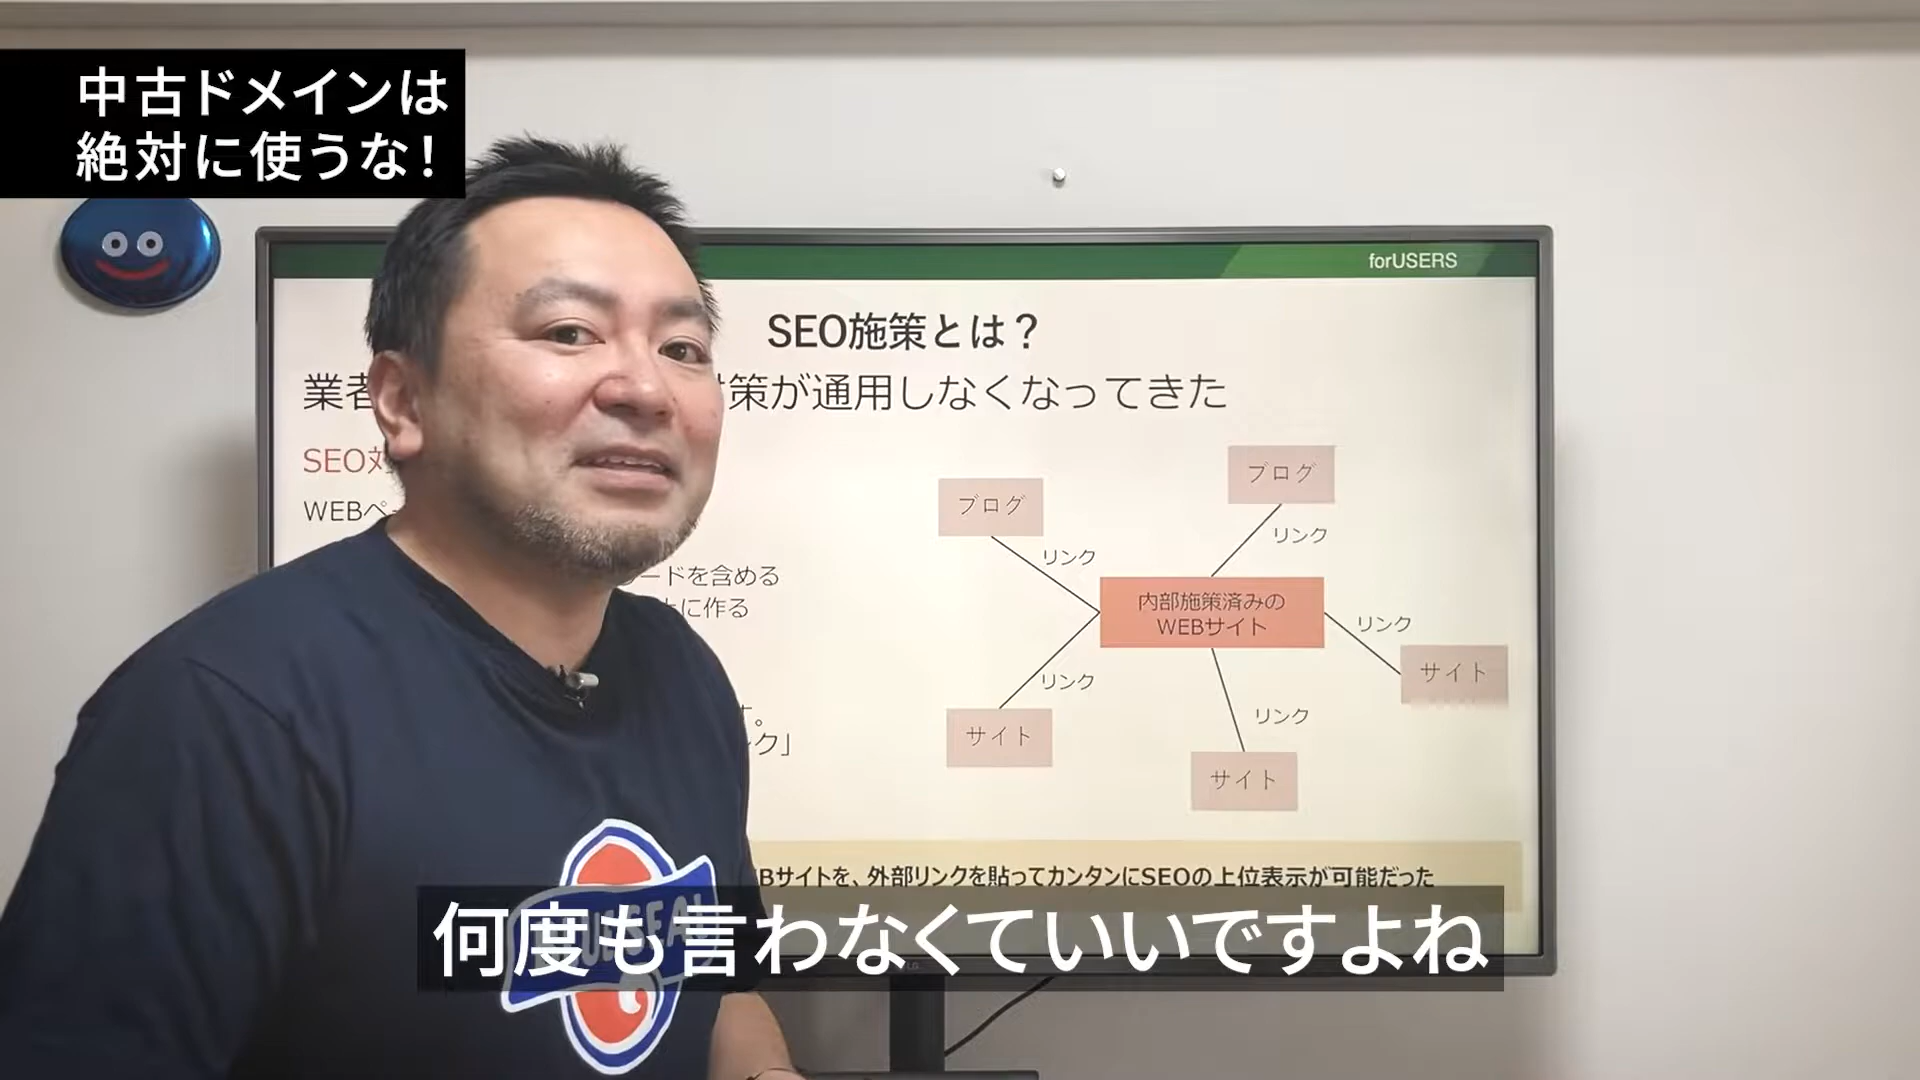 中古ドメインは
絶対に使うな！
forUSERS
SEO施策とは？
業者 策が通用しなくなってきた
SEO対
WEBペ
ードを含める
に作る
す。
ク」
ブログ
ブログ
リンク
リンク
内部施策済みの
WEBサイト
リンク
サイト
リンク
リンク
サイト
サイト
Bサイトを、外部リンクを貼ってカンタンにSEOの上位表示が可能だった
何度も言わなくていいですよね